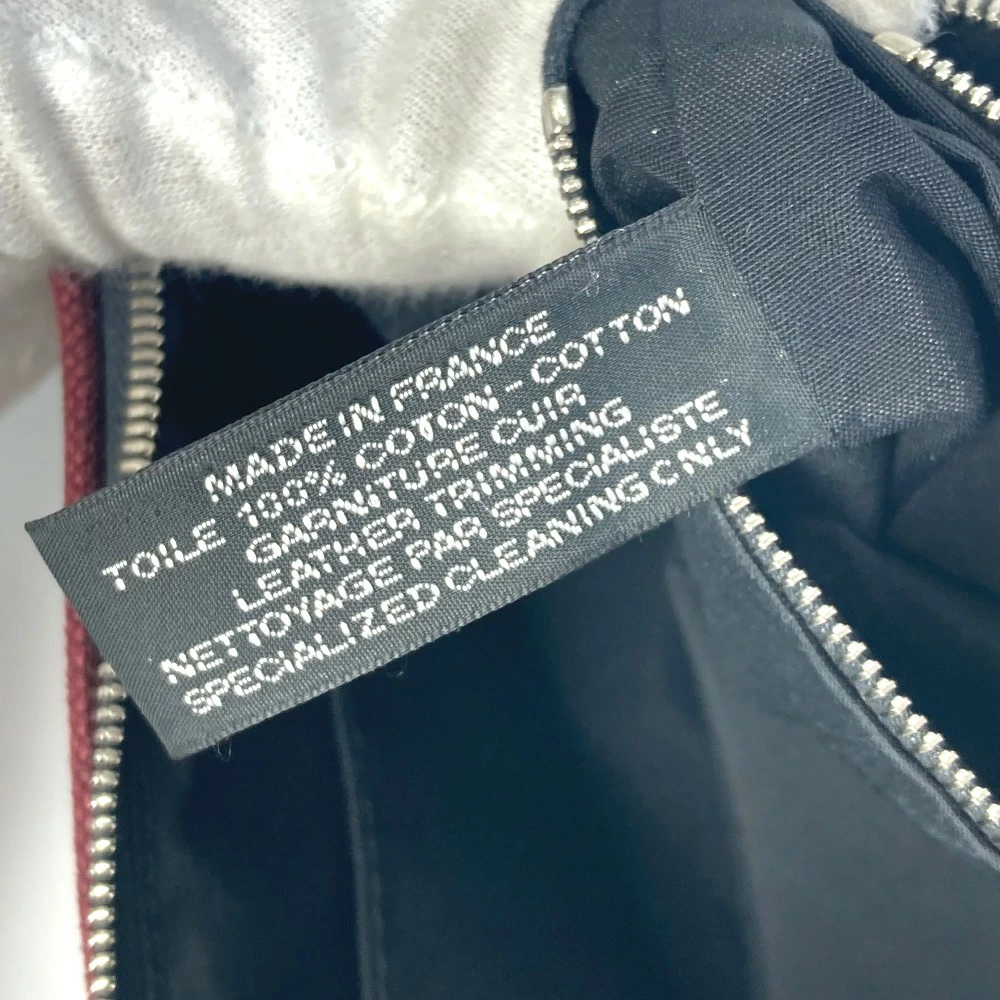 MADE IN FRANCE
TOILE 100% COTON - COTTON
GARNITURE CUIR
LEATHER TRIMMING
NETTOYAGE PAR SPECIALISTE
SPECIALIZED CLEANING ONLY